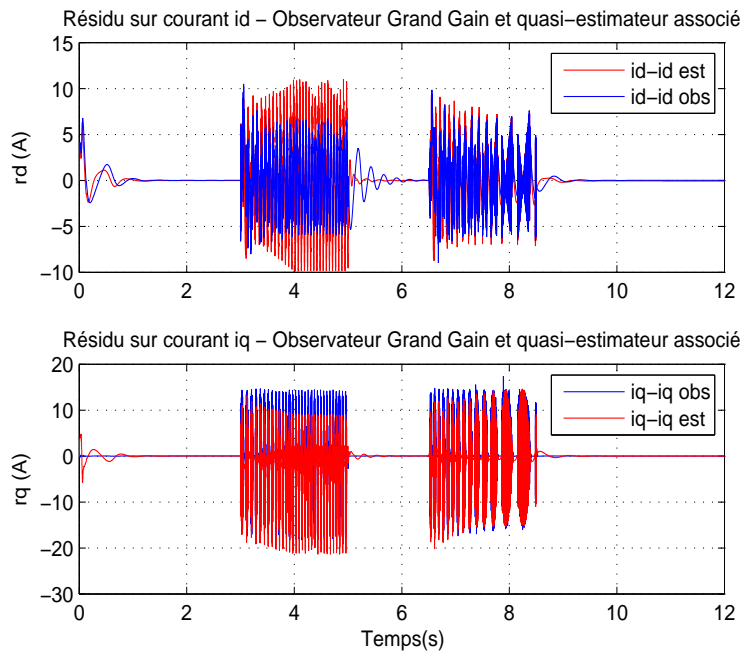 Résidu sur courant id − Observateur Grand Gain et quasi−estimateur associé
id−id est
id−id obs
rd (A)
15
10
5
0
−5
−10
0
2
4
6
8
10
12
Résidu sur courant iq − Observateur Grand Gain et quasi−estimateur associé
iq−iq obs
iq−iq est
rq (A)
20
10
0
−10
−20
−30
0
2
4
6
8
10
12
Temps(s)